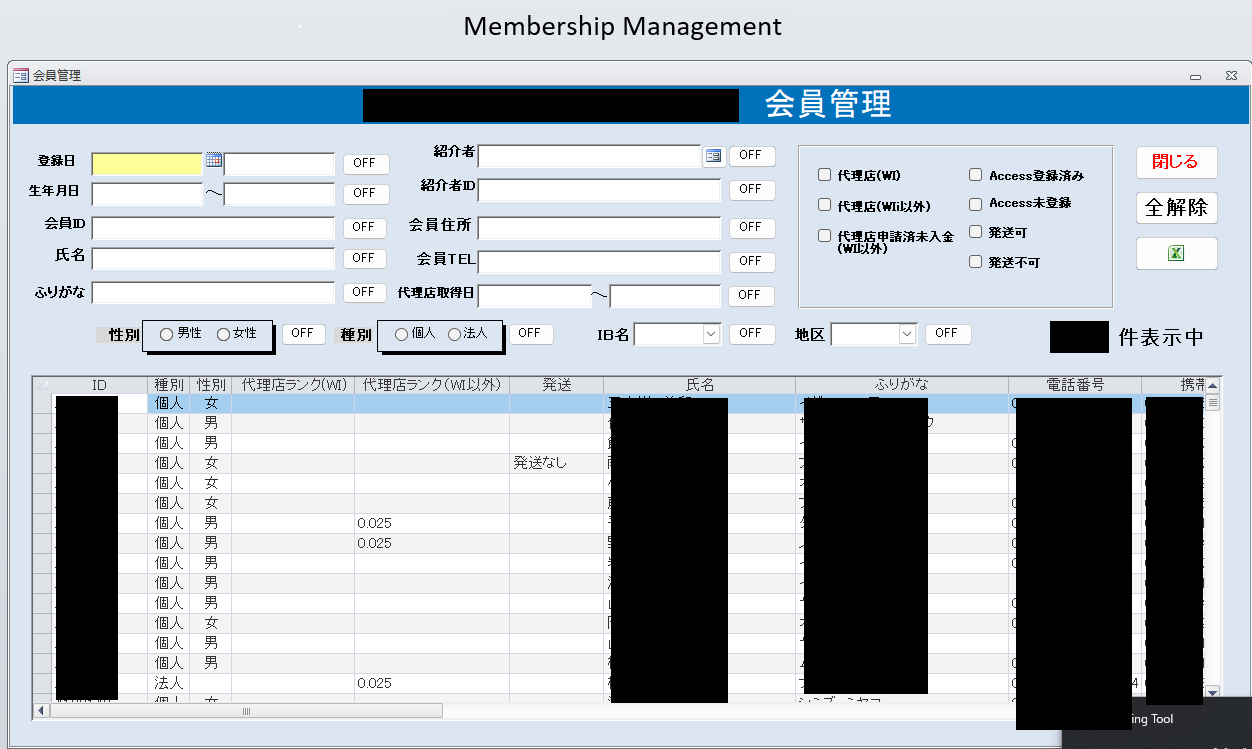 Membership Management
会員管理
会員管理
登録日 OFF 紹介者 OFF
生年月日 ～ OFF 紹介者ID OFF
会員ID OFF 会員住所 OFF
氏名 OFF 会員TEL OFF
ふりがな OFF 代理店取得日 ～ OFF
代理店(WI) Access登録済み
代理店(WIi以外) Access未登録
代理店申請済未入金 発送可
(WI以外)
発送不可
閉じる
全解除
性別 男性 女性 OFF 種別 個人 法人 OFF IB名 OFF 地区 OFF 件表示中
ID 種別 性別 代理店ランク(WI) 代理店ランク(WI以外) 発送 氏名 ふりがな 電話番号 携帯
個人 女
個人 男
個人 男
個人 女 発送なし
個人 女
個人 女
個人 男 0.025
個人 男 0.025
個人 男
個人 男
個人 男
個人 女
個人 男
個人 男
法人 0.025 4
個人 女
ing Tool